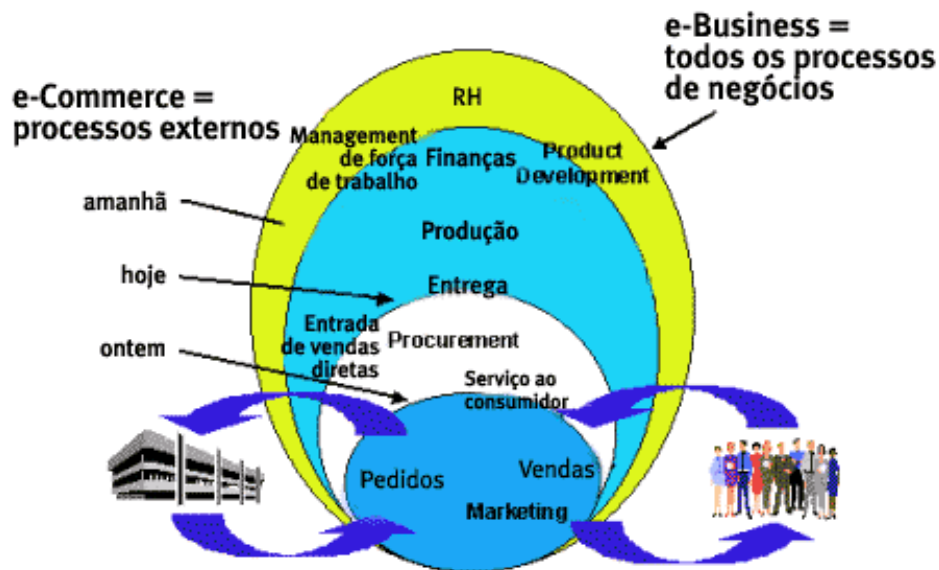 e-Business =
todos os processos
de negócios
e-Commerce =
processos externos
RH
Management
de força
de trabalho
Finanças
Product
Development
amanhã
Produção
hoje
Entrega
Entrada
de vendas
diretas
Procurement
ontem
Serviço ao
consumidor
Pedidos
Vendas
Marketing